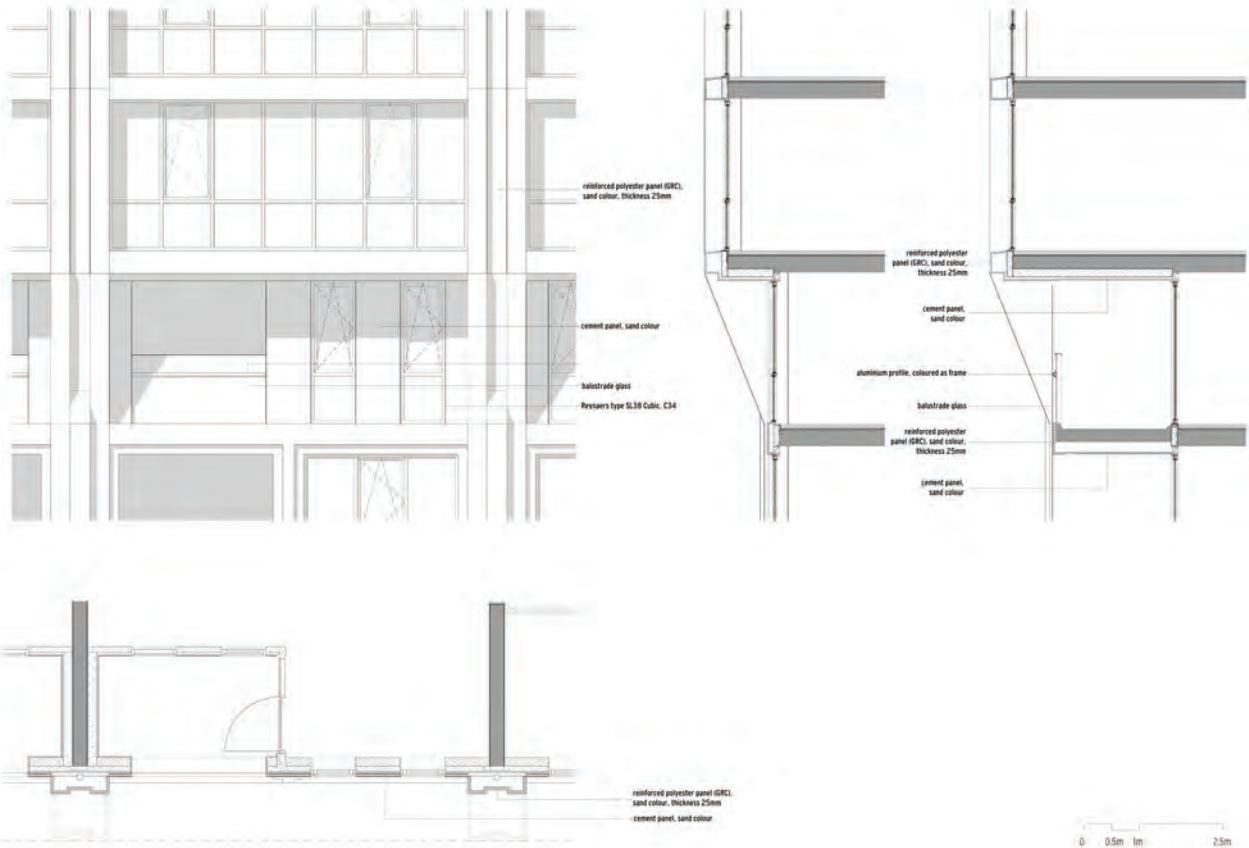 reinforced polyester panel (GRC),
sand colour, thickness 25mm
cement panel, sand colour
balustrade glass
Reynaers type SL38 Cubic, C34
reinforced polyester
panel (GRC), sand colour,
thickness 25mm
cement panel,
sand colour
aluminium profile, coloured as frame
balustrade glass
reinforced polyester
panel (GRC), sand colour,
thickness 25mm
cement panel,
sand colour
reinforced polyester panel (GRC),
sand colour, thickness 25mm
cement panel, sand colour
0 0.5m 1m 2.5m